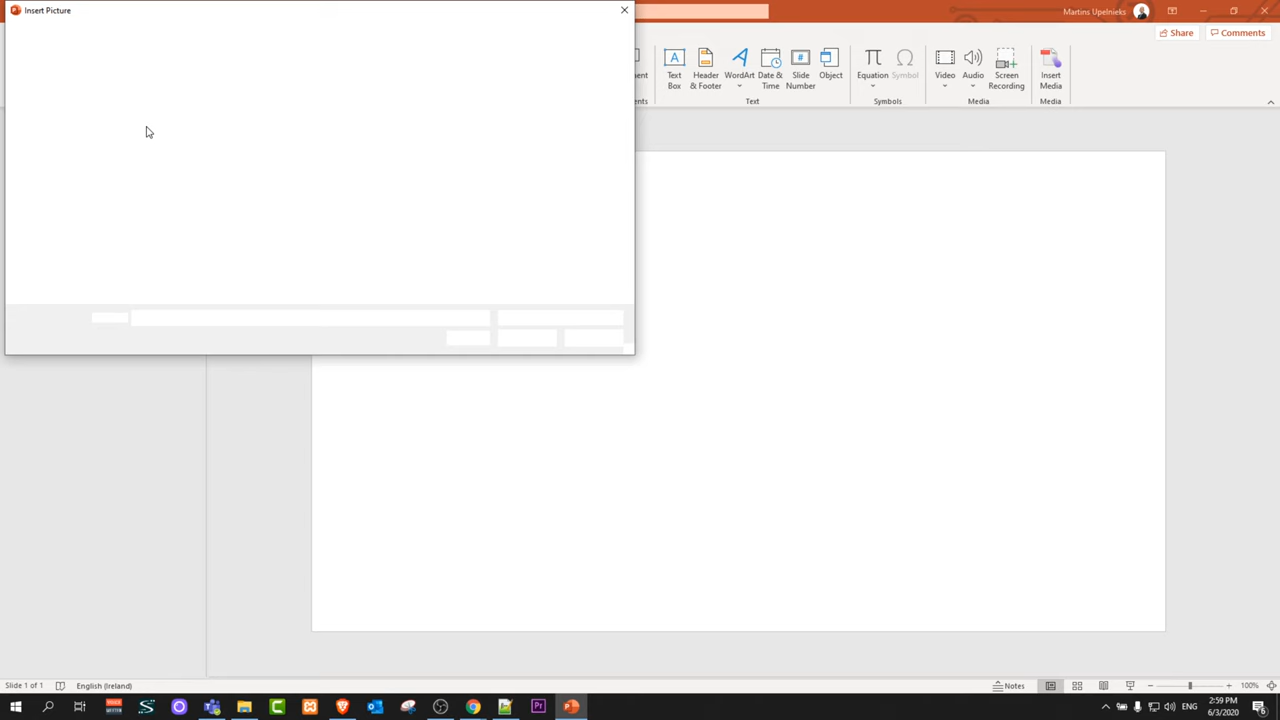 Insert Picture
Martins Upelnieks
Share
Comments
ment
Text Box
Header & Footer
WordArt
Date & Time
Slide Number
Object
Equation
Symbol
Video
Audio
Screen Recording
Insert Media
ents
Text
Symbols
Media
Media
Slide 1 of 1
English (Ireland)
Notes
100%
ENG
2:59 PM
6/3/2020